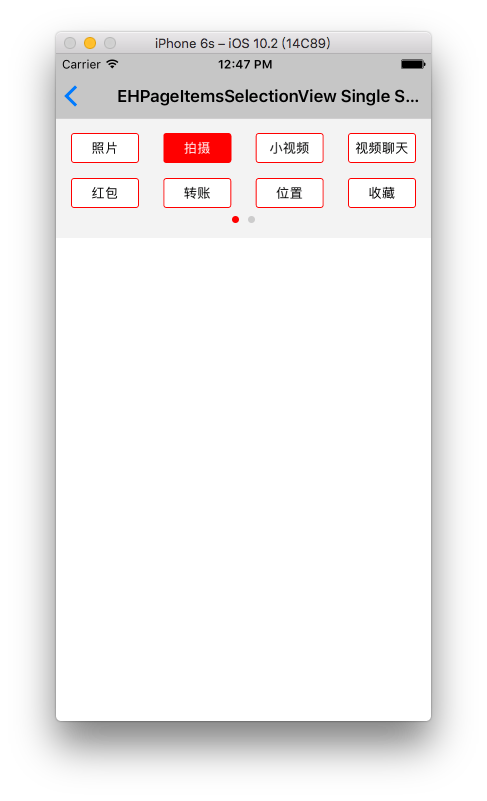 iPhone 6s – iOS 10.2 (14C89)
Carrier 12:47 PM
EHPageItemsSelectionView Single S...
照片 拍摄 小视频 视频聊天
红包 转账 位置 收藏